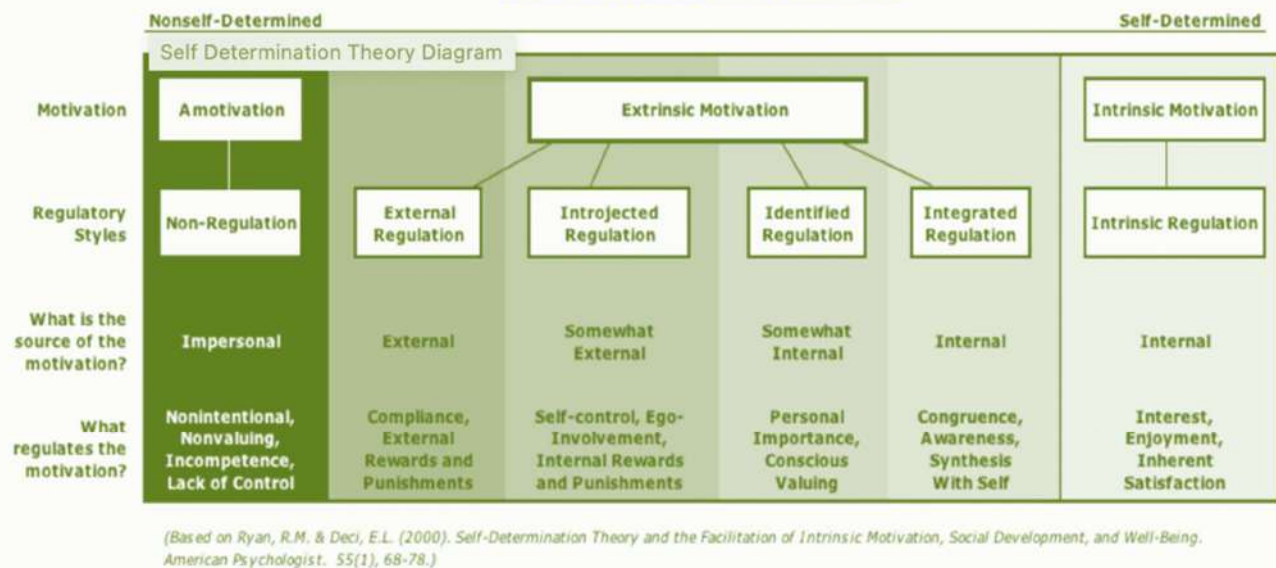 Nonself-Determined
Self-Determined
Self Determination Theory Diagram
Motivation
Amotivation
Extrinsic Motivation
Intrinsic Motivation
Regulatory
Styles
Non-Regulation
External
Regulation
Introjected
Regulation
Identified
Regulation
Integrated
Regulation
Intrinsic Regulation
What is the
source of the
motivation?
Impersonal
External
Somewhat
External
Somewhat
Internal
Internal
Internal
What
regulates the
motivation?
Nonintentional,
Nonvaluing,
Incompetence,
Lack of Control
Compliance,
External
Rewards and
Punishments
Self-control, Ego-
Involvement,
Internal Rewards
and Punishments
Personal
Importance,
Conscious
Valuing
Congruence,
Awareness,
Synthesis
With Self
Interest,
Enjoyment,
Inherent
Satisfaction
(Based on Ryan, R.M. & Deci, E.L. (2000). Self-Determination Theory and the Facilitation of Intrinsic Motivation, Social Development, and Well-Being.
American Psychologist. 55(1), 68-78.)